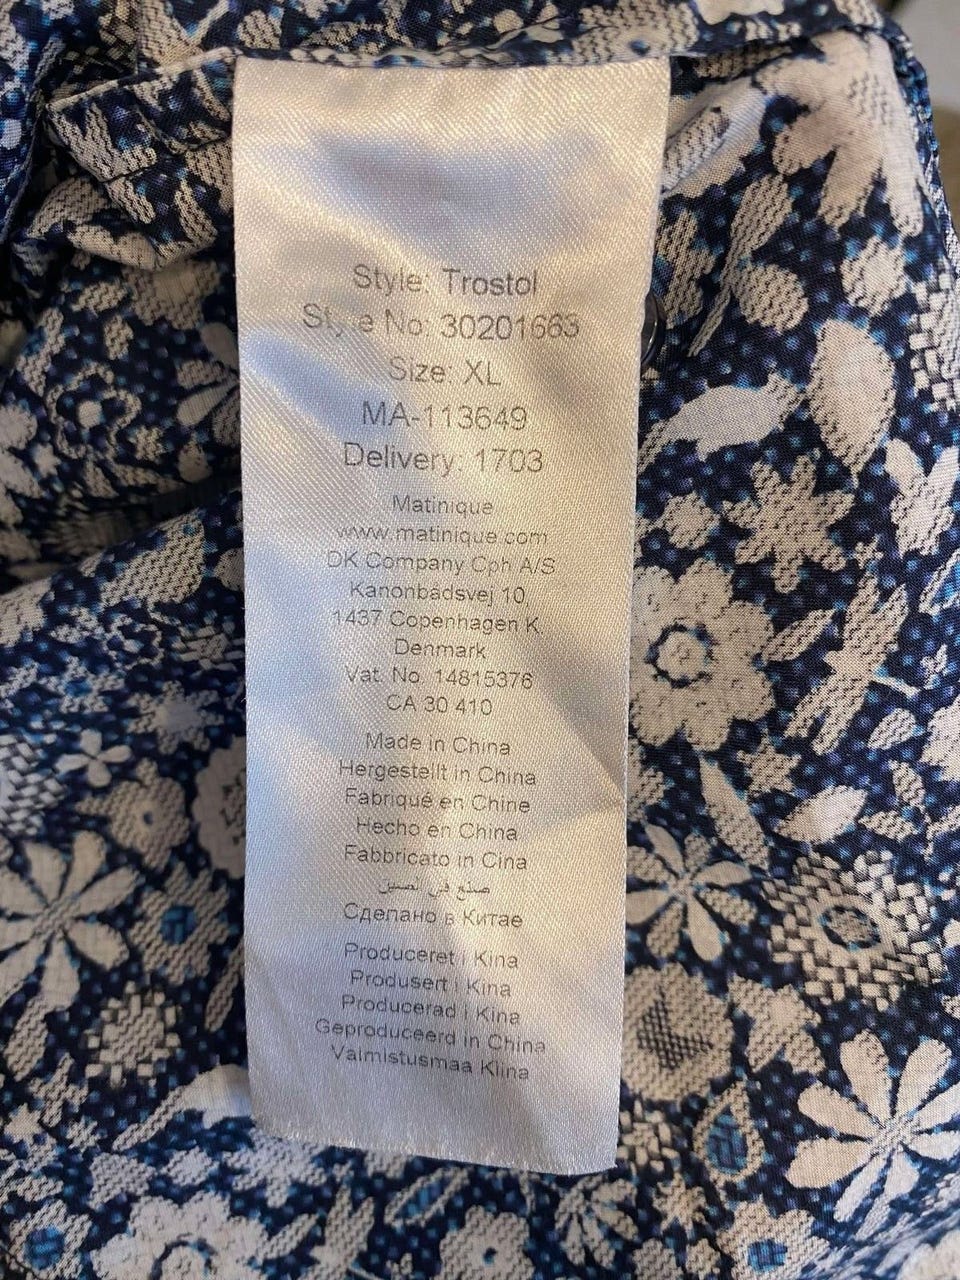 Style: Trostol
Style No: 30201663
Size: XL
MA-113649
Delivery: 1703
Matinique
www.matinique.com
DK Company Cph A/S
Kanonbådsvej 10,
1437 Copenhagen K.
Denmark
Vat. No. 14815376
CA 30 410
Made in China
Hergestellt in China
Fabriqué en Chine
Hecho en China
Fabbricato in Cina
صنع في الصين
Сделано в Китае
Produceret i Kina
Produsert i Kina
Producerad i Kina
Geproduceerd in China
Valmistusmaa Kiina